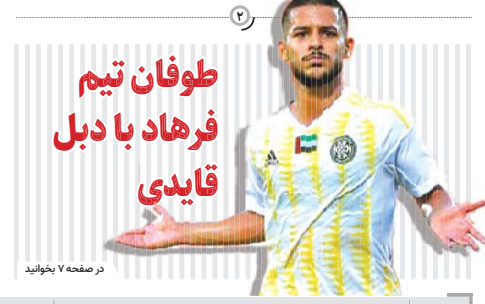 ۲
طوفان تیم
فرهاد با دبل
قایدی
در صفحه ۷ بخوانید